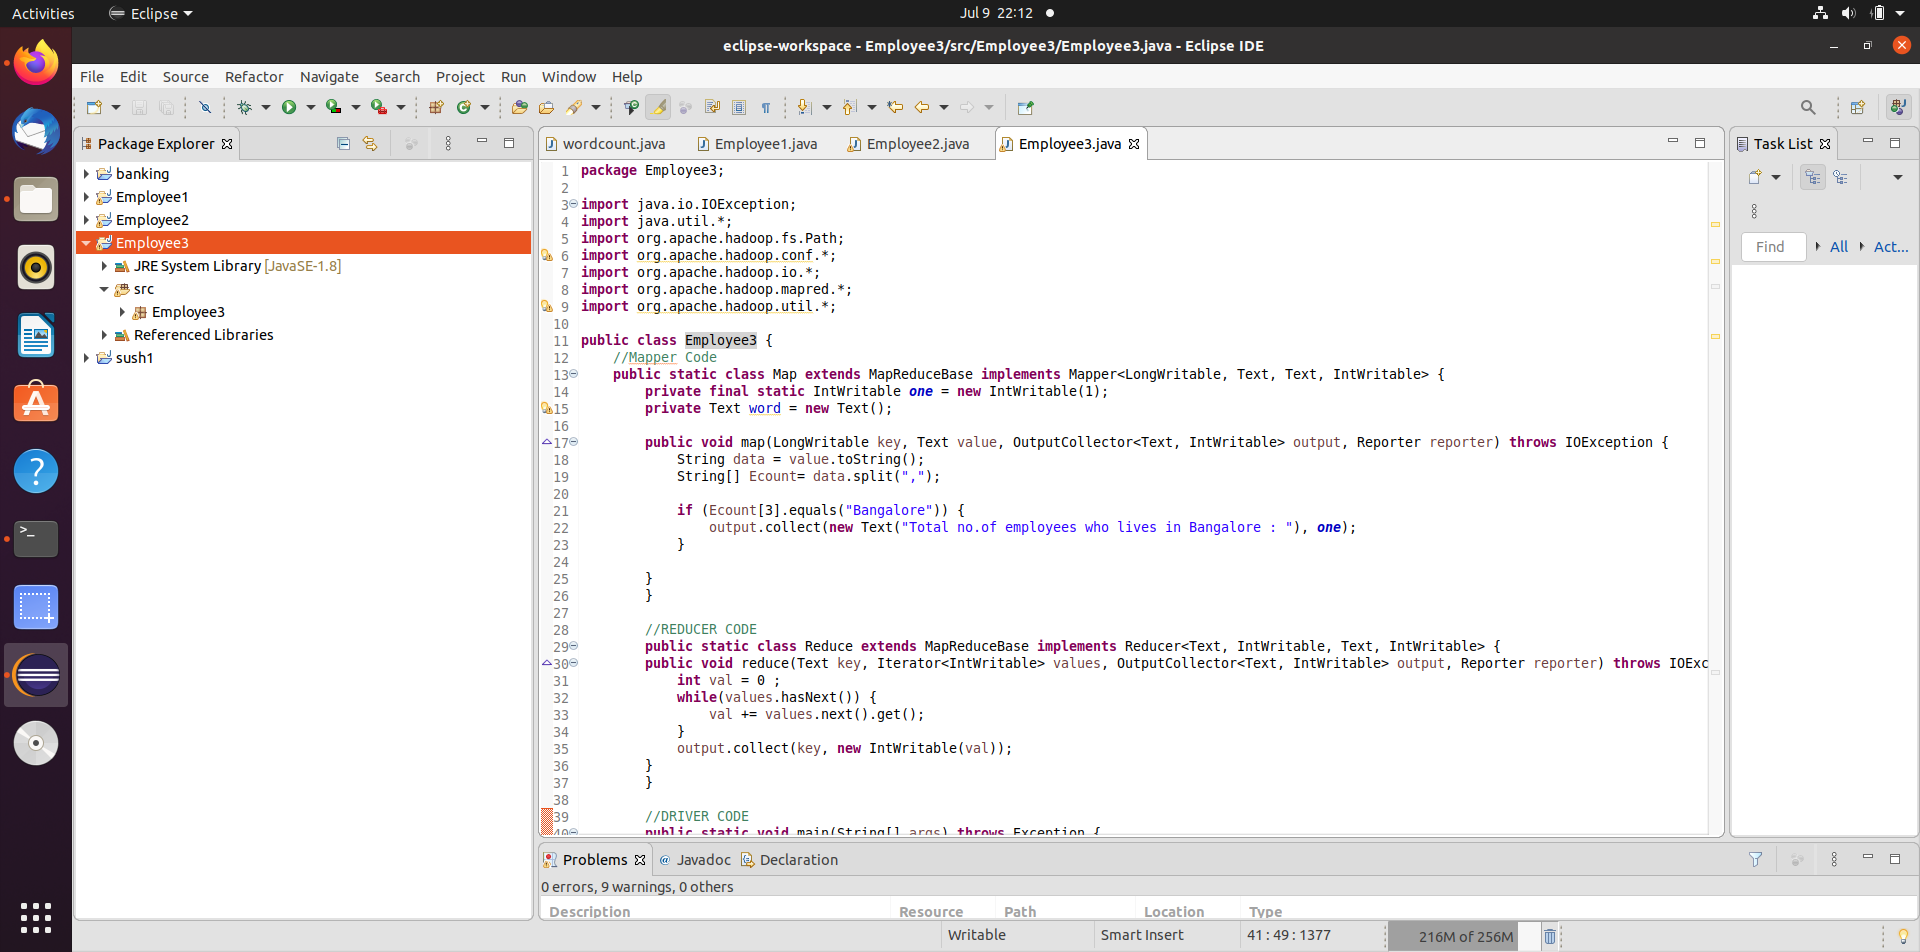 Activities Eclipse Jul 9 22:12
eclipse-workspace - Employee3/src/Employee3/Employee3.java - Eclipse IDE
File Edit Source Refactor Navigate Search Project Run Window Help
Package Explorer
banking
Employee1
Employee2
Employee3
JRE System Library [JavaSE-1.8]
src
Employee3
Referenced Libraries
sush1
wordcount.java Employee1.java Employee2.java Employee3.java
1 package Employee3;
2
3 import java.io.IOException;
4 import java.util.*;
5 import org.apache.hadoop.fs.Path;
6 import org.apache.hadoop.conf.*;
7 import org.apache.hadoop.io.*;
8 import org.apache.hadoop.mapred.*;
9 import org.apache.hadoop.util.*;
10
11 public class Employee3 {
12 //Mapper Code
13 public static class Map extends MapReduceBase implements Mapper<LongWritable, Text, Text, IntWritable> {
14 private final static IntWritable one = new IntWritable(1);
15 private Text word = new Text();
16
17 public void map(LongWritable key, Text value, OutputCollector<Text, IntWritable> output, Reporter reporter) throws IOException {
18 String data = value.toString();
19 String[] Ecount= data.split(",");
20
21 if (Ecount[3].equals("Bangalore")) {
22 output.collect(new Text("Total no.of employees who lives in Bangalore : "), one);
23 }
24
25 }
26 }
27
28 //REDUCER CODE
29 public static class Reduce extends MapReduceBase implements Reducer<Text, IntWritable, Text, IntWritable> {
30 public void reduce(Text key, Iterator<IntWritable> values, OutputCollector<Text, IntWritable> output, Reporter reporter) throws IOExc
31 int val = 0 ;
32 while(values.hasNext()) {
33 val += values.next().get();
34 }
35 output.collect(key, new IntWritable(val));
36 }
37 }
38
39 //DRIVER CODE
40 public static void main(String[] args) throws Exception {
Task List
Find All Act...
Problems Javadoc Declaration
0 errors, 9 warnings, 0 others
Description Resource Path Location Type
Writable Smart Insert 41 : 49 : 1377 216M of 256M